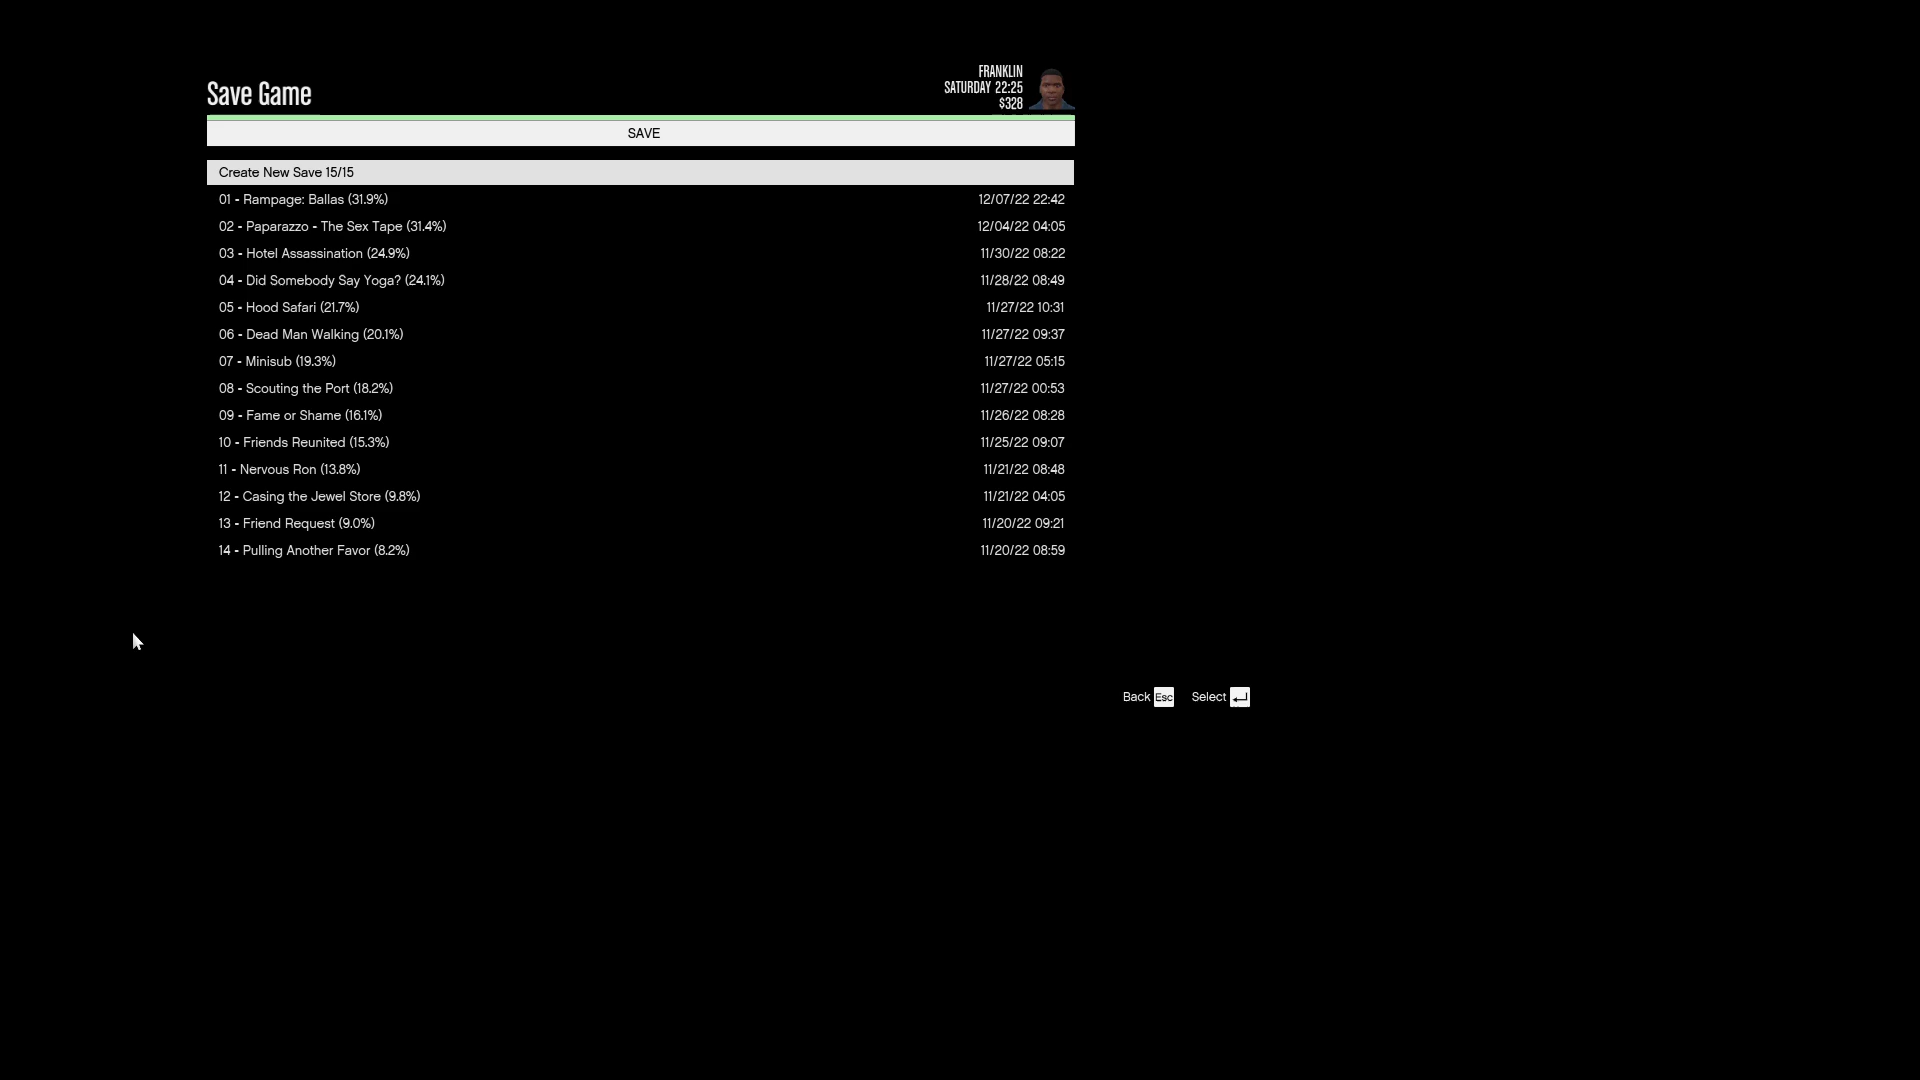 FRANKLIN
Save Game
SATURDAY 22:25
$328
SAVE
Create New Save 15/15
01 - Rampage: Ballas (31.9%) 12/07/22 22:42
02 - Paparazzo - The Sex Tape (31.4%) 12/04/22 04:05
03 - Hotel Assassination (24.9%) 11/30/22 08:22
04 - Did Somebody Say Yoga? (24.1%) 11/28/22 08:49
05 - Hood Safari (21.7%) 11/27/22 10:31
06 - Dead Man Walking (20.1%) 11/27/22 09:37
07 - Minisub (19.3%) 11/27/22 05:15
08 - Scouting the Port (18.2%) 11/27/22 00:53
09 - Fame or Shame (16.1%) 11/26/22 08:28
10 - Friends Reunited (15.3%) 11/25/22 09:07
11 - Nervous Ron (13.8%) 11/21/22 08:48
12 - Casing the Jewel Store (9.8%) 11/21/22 04:05
13 - Friend Request (9.0%) 11/20/22 09:21
14 - Pulling Another Favor (8.2%) 11/20/22 08:59
Back Esc Select